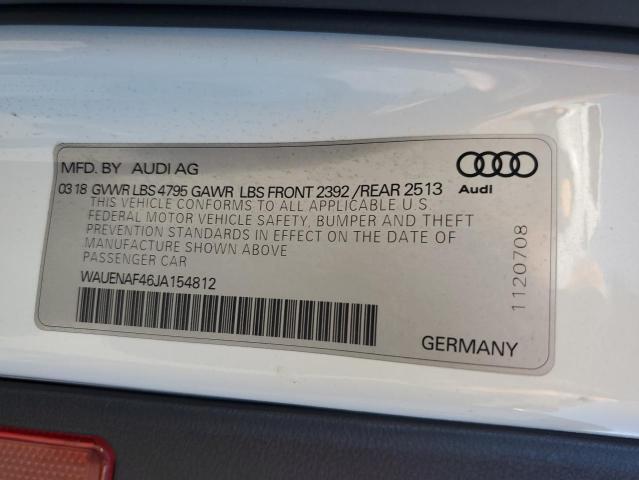 MFD. BY AUDI AG
0318 GVWR LBS 4795 GAWR LBS FRONT 2392 /REAR 2513
THIS VEHICLE CONFORMS TO ALL APPLICABLE U.S.
FEDERAL MOTOR VEHICLE SAFETY, BUMPER AND THEFT
PREVENTION STANDARDS IN EFFECT ON THE DATE OF
MANUFACTURE SHOWN ABOVE
PASSENGER CAR
WAUENAF46JA154812
Audi
1120708
GERMANY